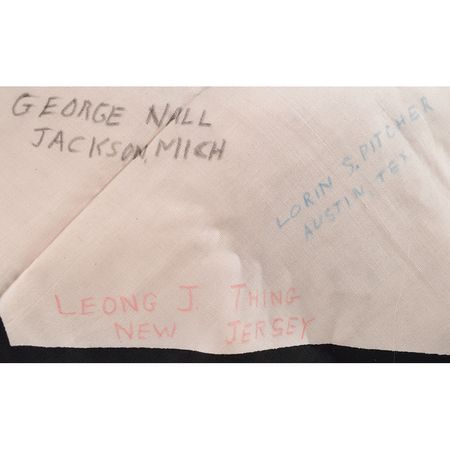 GEORGE NALL
JACKSON, MICH
LORIN S. PITCHER
AUSTIN, TEX
LEONG J. THING
NEW JERSEY